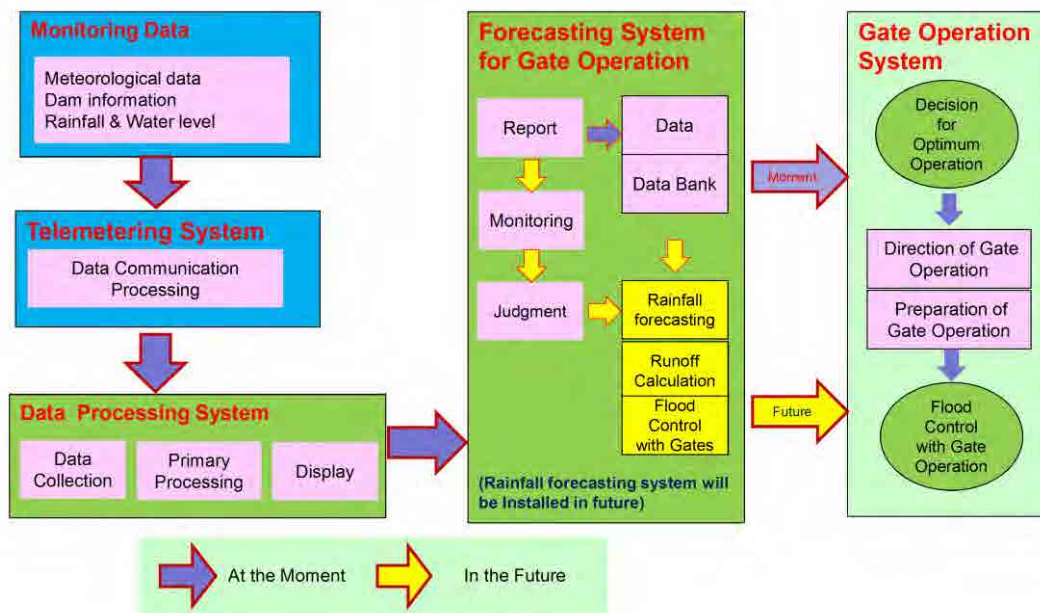 Monitoring Data
Meteorological data
Dam information
Rainfall & Water level
Telemetering System
Data Communication
Processing
Data Processing System
Data
Collection
Primary
Processing
Display
Forecasting System
for Gate Operation
Report
Data
Data Bank
Monitoring
Judgment
Rainfall
forecasting
Runoff
Calculation
Flood
Control
with Gates
(Rainfall forecasting system will
be Installed in future)
Moment
Future
Gate Operation
System
Decision
for
Optimum
Operation
Direction of Gate
Operation
Preparation of
Gate Operation
Flood
Control
with Gate
Operation
At the Moment
In the Future